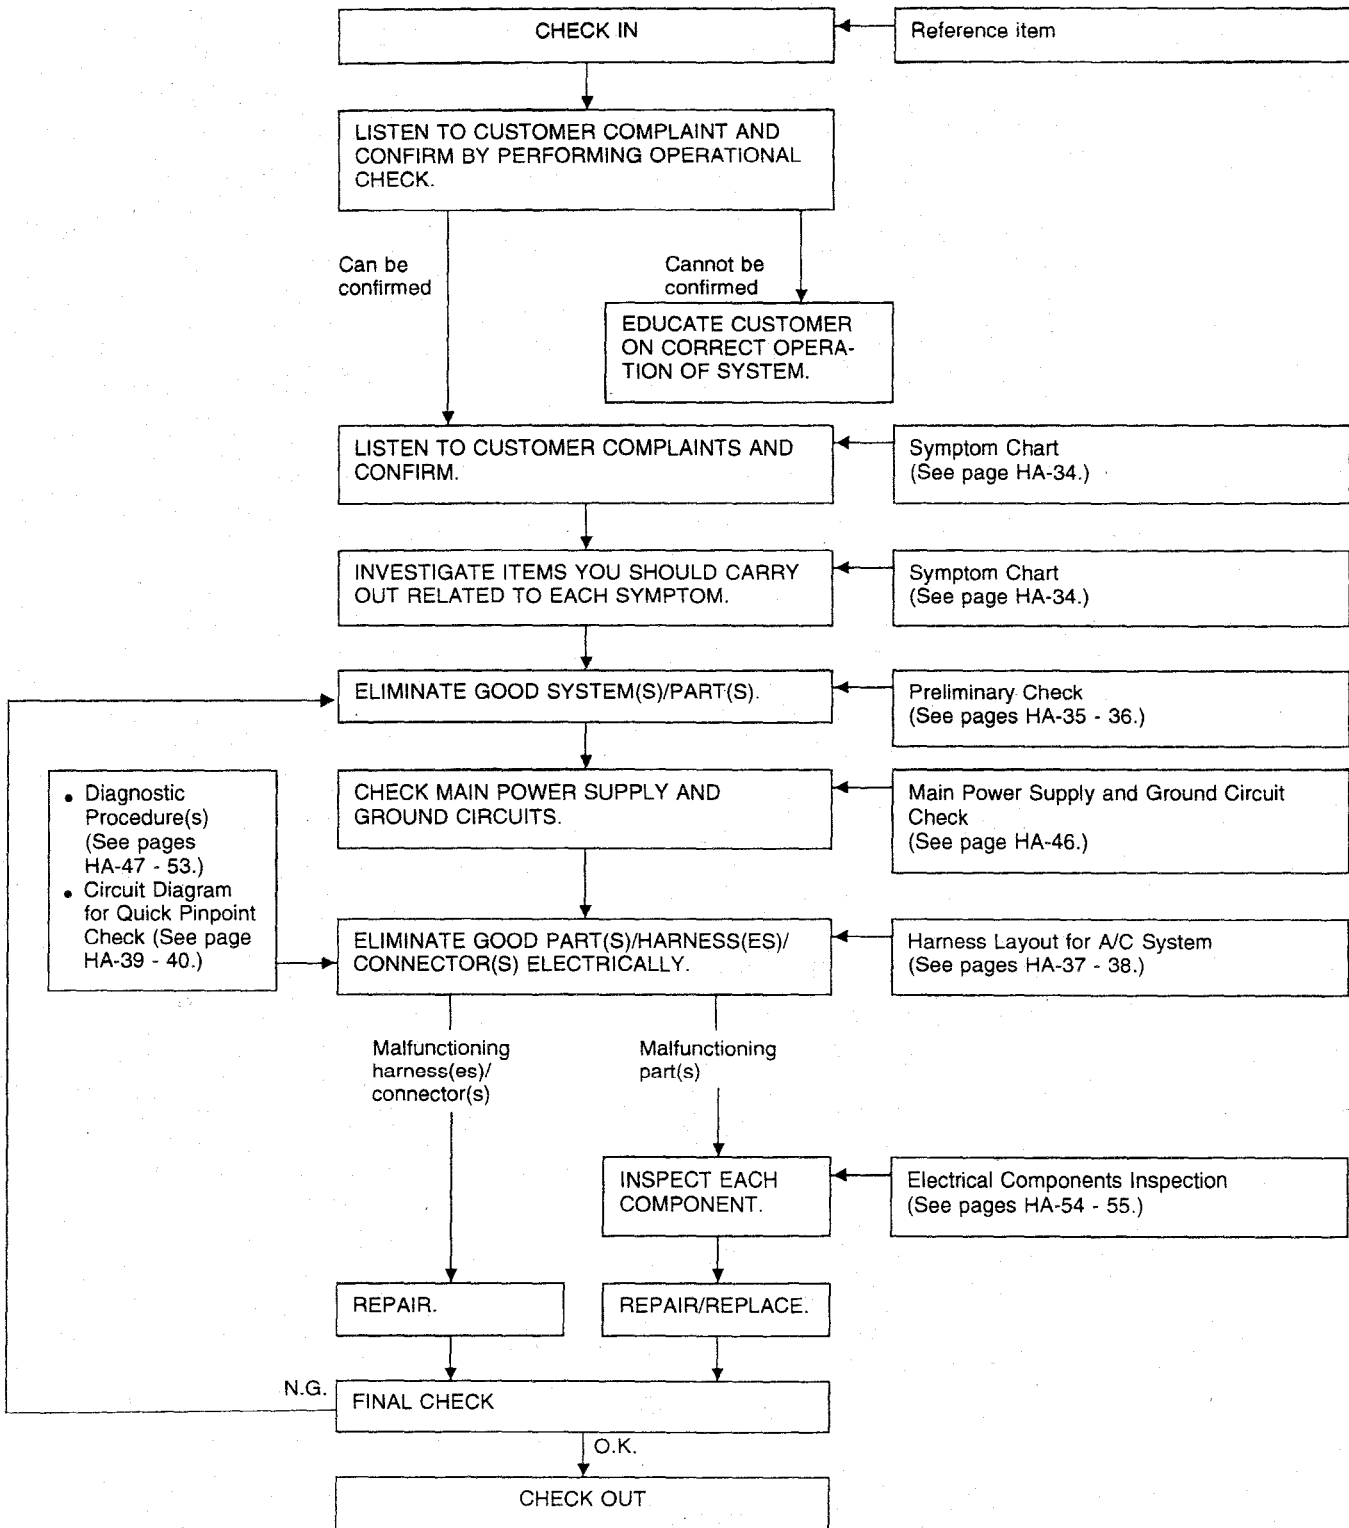 CHECK IN
Reference item
LISTEN TO CUSTOMER COMPLAINT AND
CONFIRM BY PERFORMING OPERATIONAL
CHECK.
Can be
confirmed
Cannot be
confirmed
EDUCATE CUSTOMER
ON CORRECT OPERA-
TION OF SYSTEM.
LISTEN TO CUSTOMER COMPLAINTS AND
CONFIRM.
Symptom Chart
(See page HA-34.)
INVESTIGATE ITEMS YOU SHOULD CARRY
OUT RELATED TO EACH SYMPTOM.
Symptom Chart
(See page HA-34.)
ELIMINATE GOOD SYSTEM(S)/PART(S).
Preliminary Check
(See pages HA-35 - 36.)
CHECK MAIN POWER SUPPLY AND
GROUND CIRCUITS.
Main Power Supply and Ground Circuit
Check
(See page HA-46.)
• Diagnostic
Procedure(s)
(See pages
HA-47 - 53.)
• Circuit Diagram
for Quick Pinpoint
Check (See page
HA-39 - 40.)
ELIMINATE GOOD PART(S)/HARNESS(ES)/
CONNECTOR(S) ELECTRICALLY.
Harness Layout for A/C System
(See pages HA-37 - 38.)
Malfunctioning
harness(es)/
connector(s)
Malfunctioning
part(s)
INSPECT EACH
COMPONENT.
Electrical Components Inspection
(See pages HA-54 - 55.)
REPAIR.
REPAIR/REPLACE.
N.G.
FINAL CHECK
O.K.
CHECK OUT